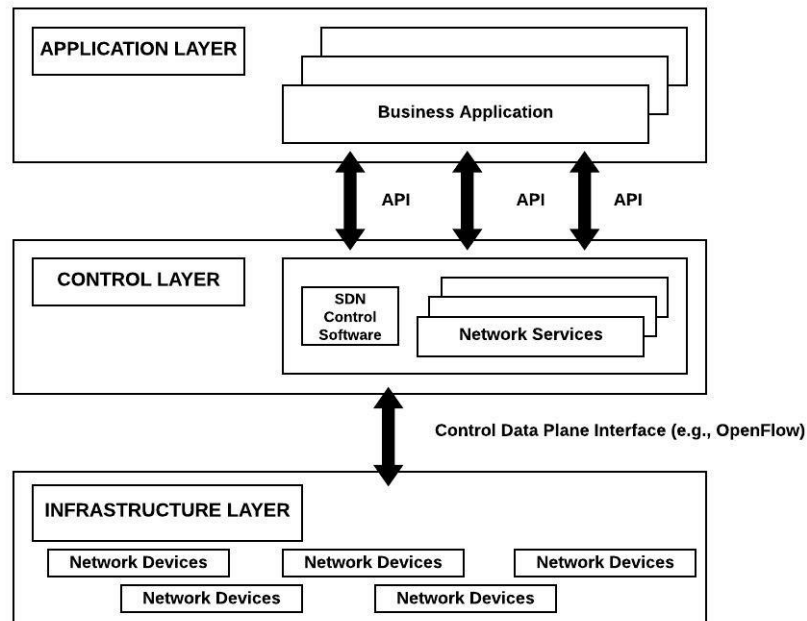 APPLICATION LAYER
Business Application
API
API
API
CONTROL LAYER
SDN
Control
Software
Network Services
Control Data Plane Interface (e.g., OpenFlow)
INFRASTRUCTURE LAYER
Network Devices
Network Devices
Network Devices
Network Devices
Network Devices